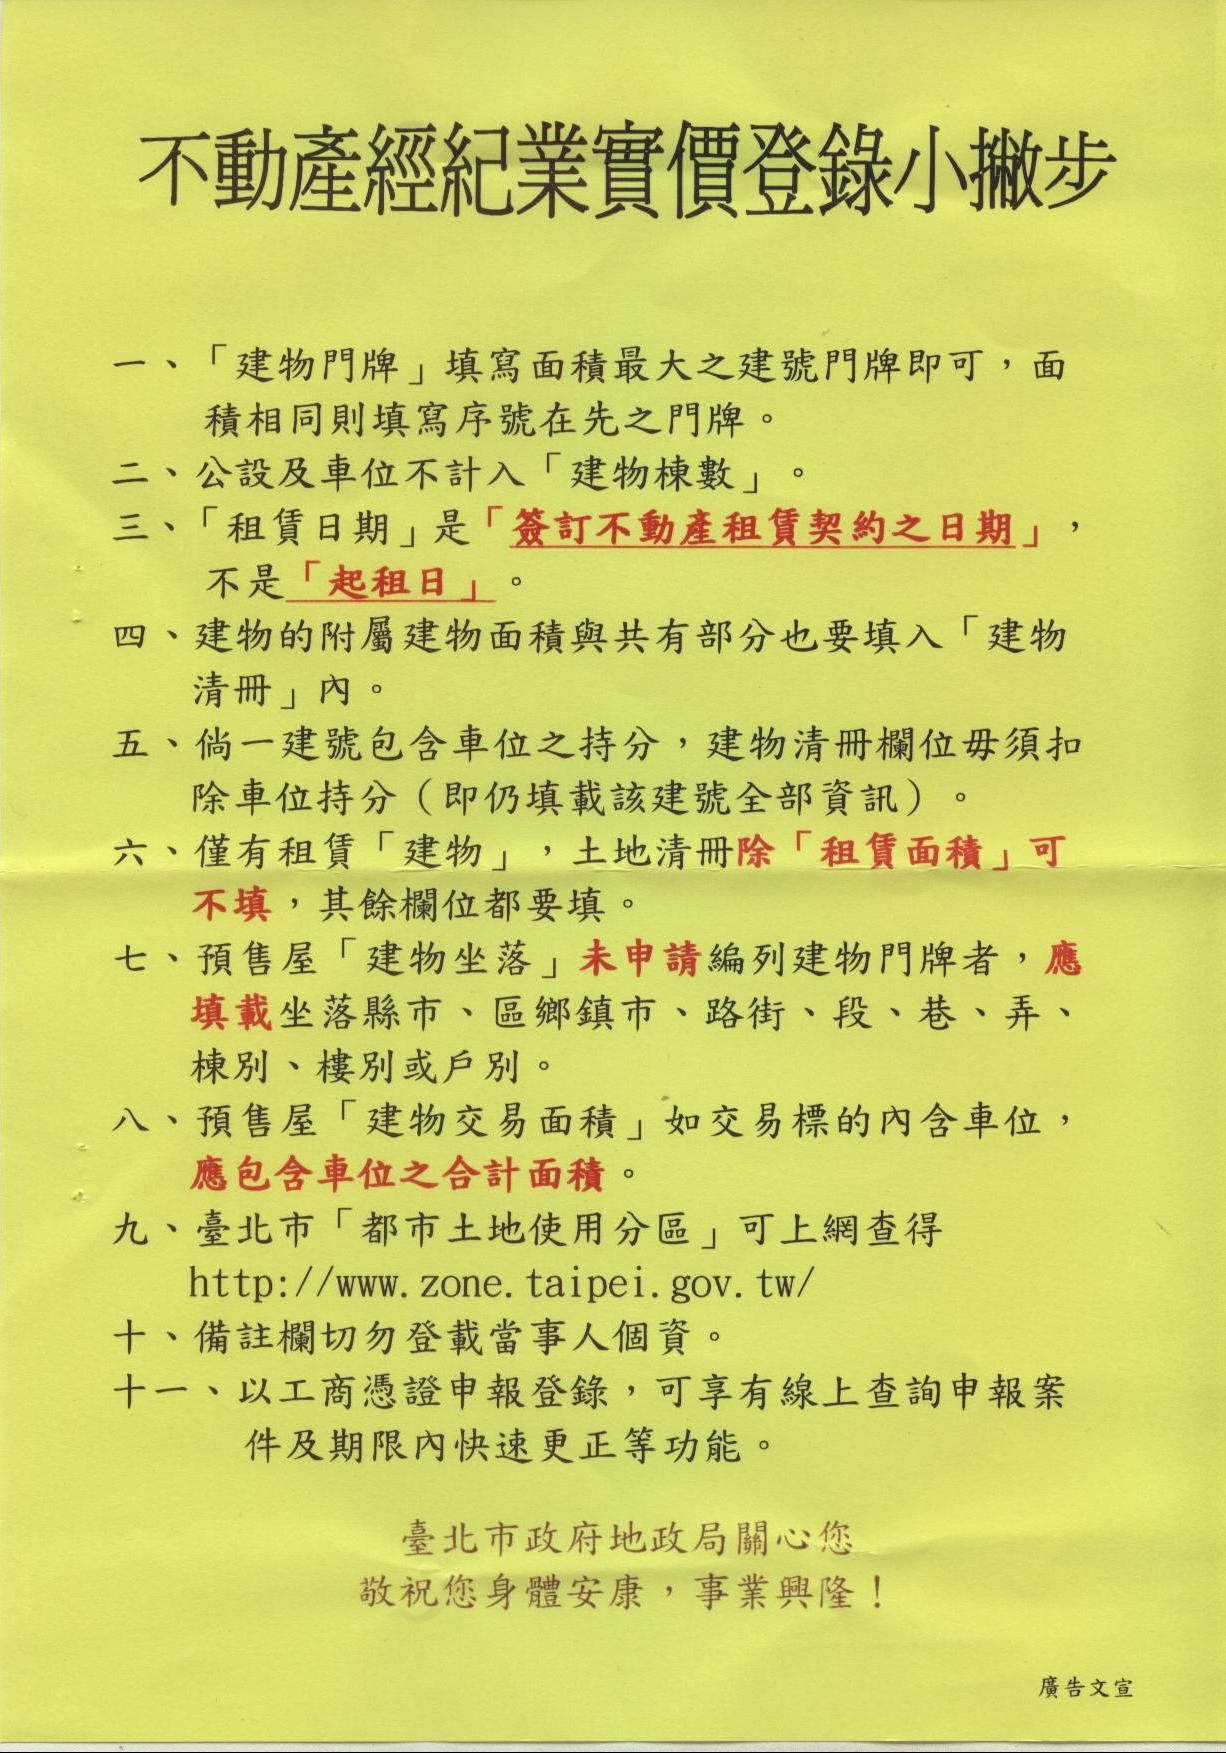 不動產經紀業實價登錄小撇步
一、「建物門牌」填寫面積最大之建號門牌即可，面
積相同則填寫序號在先之門牌。
二、公設及車位不計入「建物棟數」。
三、「租賃日期」是「簽訂不動產租賃契約之日期」，
不是「起租日」。
四、建物的附屬建物面積與共有部分也要填入「建物
清冊」內。
五、倘一建號包含車位之持分，建物清冊欄位毋須扣
除車位持分（即仍填載該建號全部資訊）。
六、僅有租賃「建物」，土地清冊除「租賃面積」可
不填，其餘欄位都要填。
七、預售屋「建物坐落」未申請編列建物門牌者，應
填載坐落縣市、區鄉鎮市、路街、段、巷、弄、
棟別、樓別或戶別。
八、預售屋「建物交易面積」如交易標的內含車位，
應包含車位之合計面積。
九、臺北市「都市土地使用分區」可上網查得
http://www.zone.taipei.gov.tw/
十、備註欄切勿登載當事人個資。
十一、以工商憑證申報登錄，可享有線上查詢申報案
件及期限內快速更正等功能。
臺北市政府地政局關心您
敬祝您身體安康，事業興隆！
廣告文宣